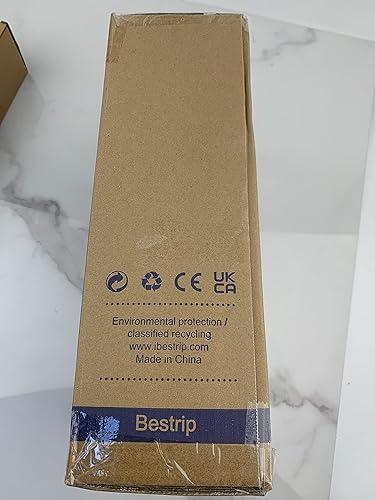 CE UK
CA
Environmental protection /
classified recycling
www.ibestrip.com
Made in China
Bestrip